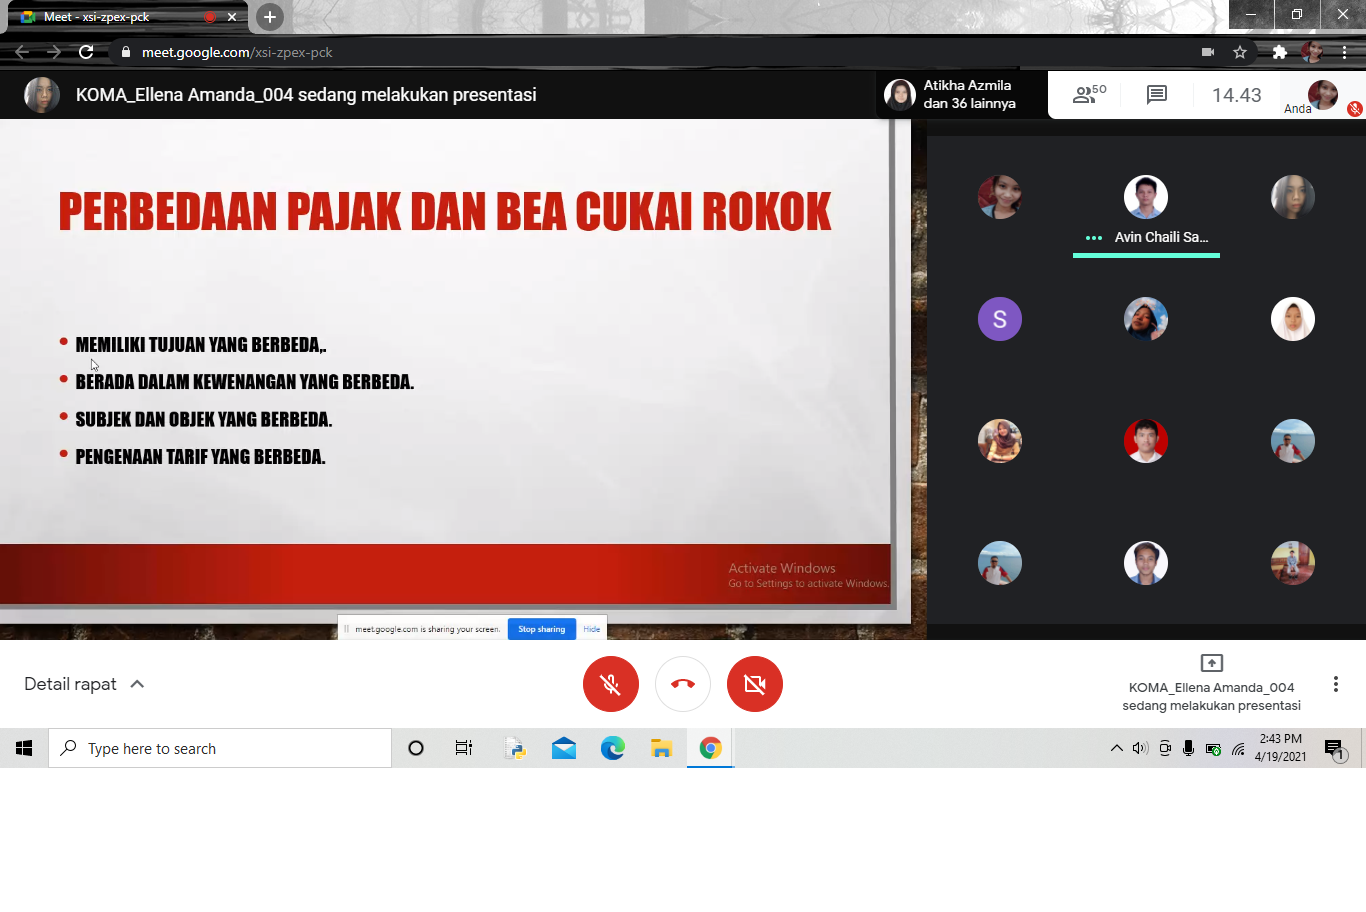 Meet - xsi-zpex-pck
meet.google.com/xsi-zpex-pck
KOMA_Ellena Amanda_004 sedang melakukan presentasi
Atikha Azmila
dan 36 lainnya
50
14.43
Anda
PERBEDAAN PAJAK DAN BEA CUKAI ROKOK
• MEMILIKI TUJUAN YANG BERBEDA,.
• BERADA DALAM KEWENANGAN YANG BERBEDA.
• SUBJEK DAN OBJEK YANG BERBEDA.
• PENGENAAN TARIF YANG BERBEDA.
Activate Windows
Go to Settings to activate Windows.
meet.google.com is sharing your screen.
Stop sharing
Hide
Avin Chaili Sa...
S
Detail rapat
KOMA_Ellena Amanda_004
sedang melakukan presentasi
Type here to search
2:43 PM
4/19/2021
1